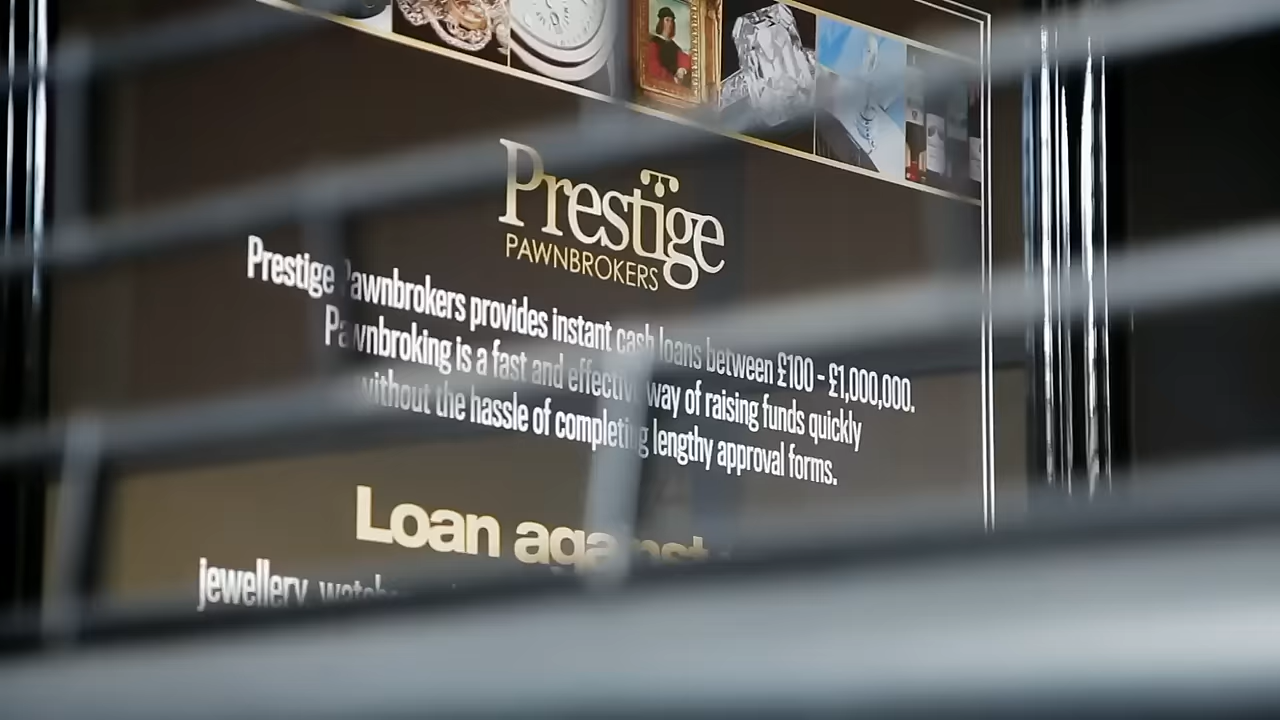 Prestige
PAWNBROKERS
Prestige Pawnbrokers provides instant cash loans between £100 - £1,000,000.
Pawnbroking is a fast and effective way of raising funds quickly
without the hassle of completing lengthy approval forms.
Loan against
jewellery,